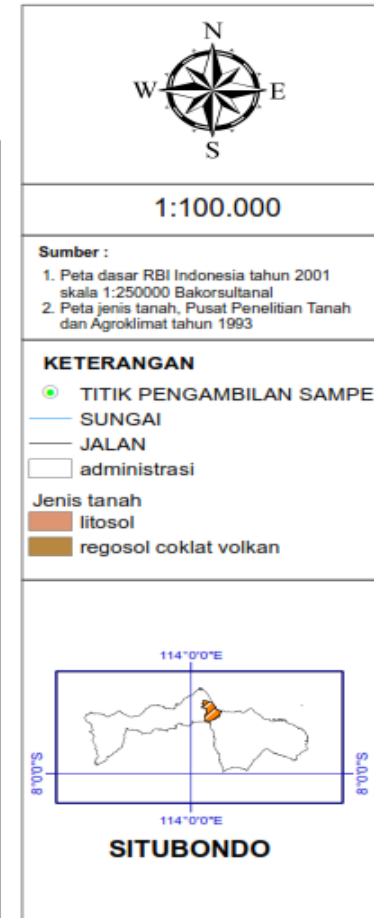 N
W E
S
1:100.000
Sumber :
1. Peta dasar RBI Indonesia tahun 2001
skala 1:250000 Bakorsultanal
2. Peta jenis tanah, Pusat Penelitian Tanah
dan Agroklimat tahun 1993
KETERANGAN
TITIK PENGAMBILAN SAMPE
SUNGAI
JALAN
administrasi
Jenis tanah
litosol
regosol coklat volkan
114°0'0"E
8°0'0"S
8°0'0"S
114°0'0"E
SITUBONDO